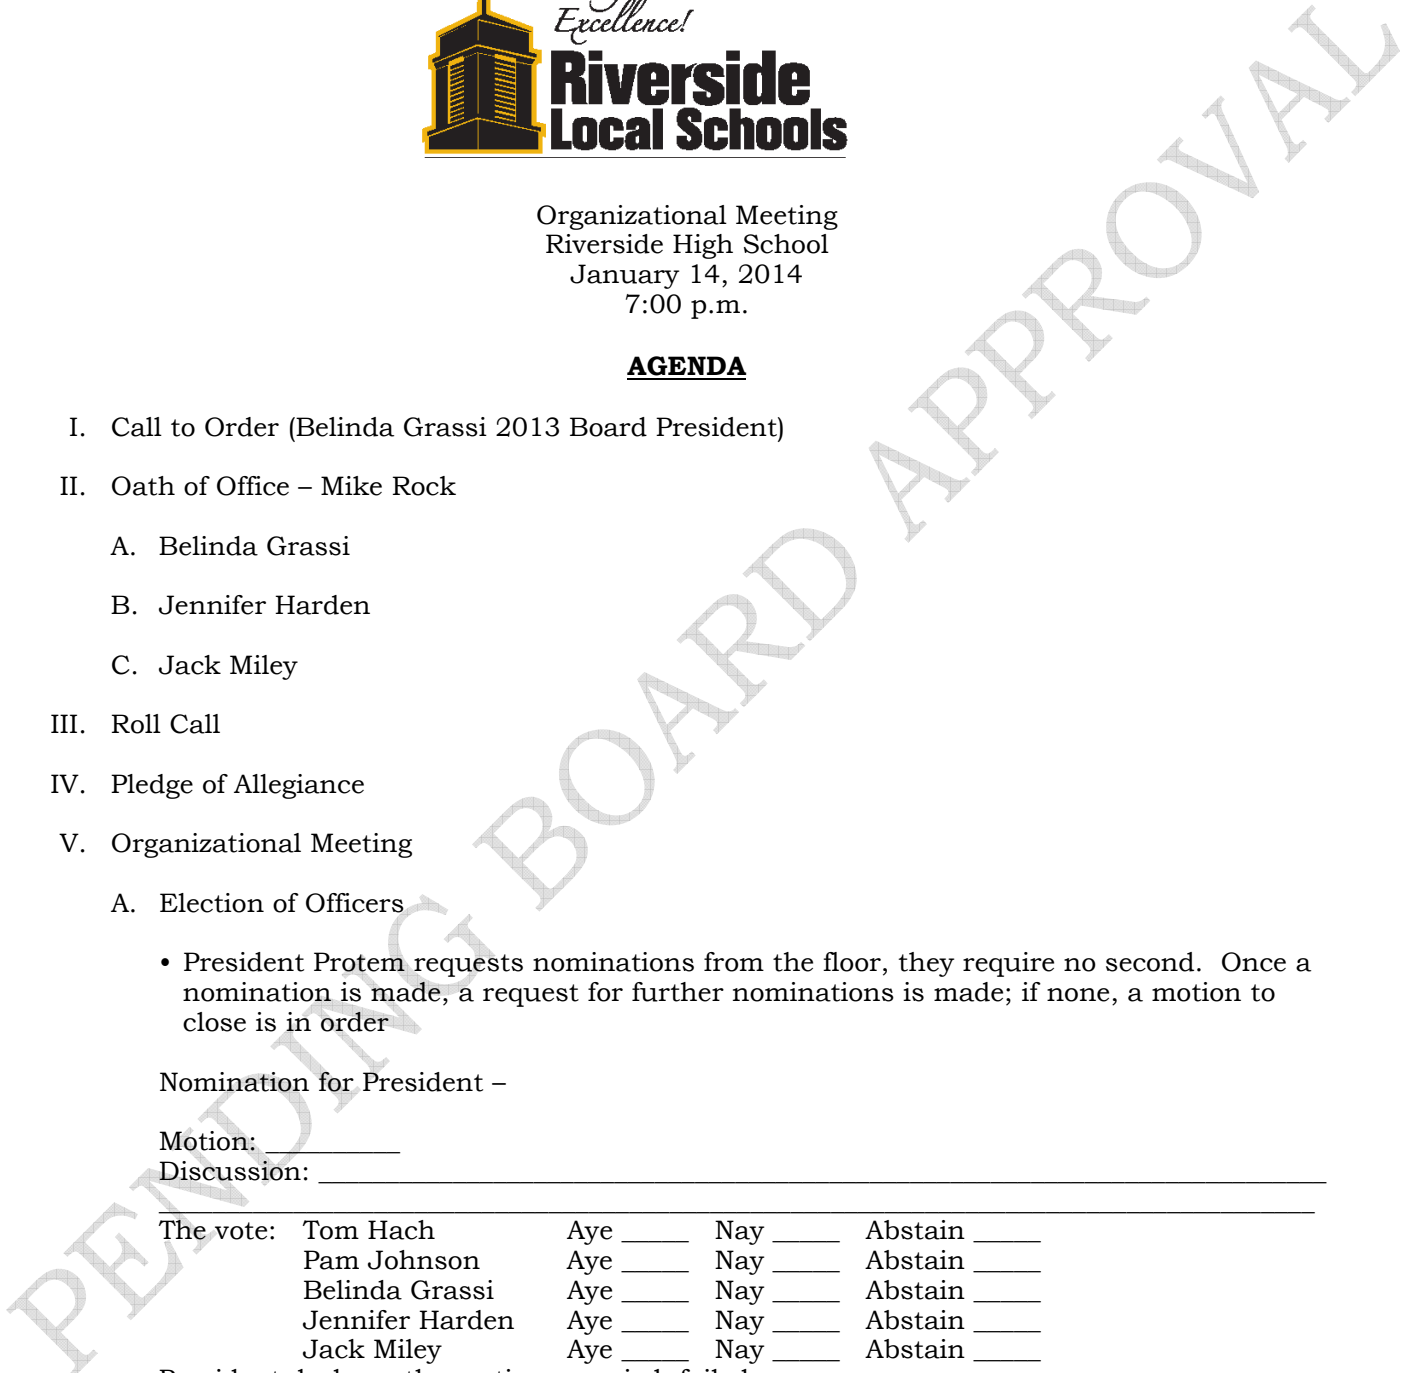 Excellence!
Riverside
Local Schools
Organizational Meeting
Riverside High School
January 14, 2014
7:00 p.m.
AGENDA
I. Call to Order (Belinda Grassi 2013 Board President)
II. Oath of Office – Mike Rock
A. Belinda Grassi
B. Jennifer Harden
C. Jack Miley
III. Roll Call
IV. Pledge of Allegiance
V. Organizational Meeting
A. Election of Officers
• President Protem requests nominations from the floor, they require no second. Once a
nomination is made, a request for further nominations is made; if none, a motion to
close is in order
Nomination for President –
Motion: __________
Discussion: ___________________________________________________________________________
______________________________________________________________________________________
The vote: Tom Hach Aye _____ Nay _____ Abstain _____
Pam Johnson Aye _____ Nay _____ Abstain _____
Belinda Grassi Aye _____ Nay _____ Abstain _____
Jennifer Harden Aye _____ Nay _____ Abstain _____
Jack Miley Aye _____ Nay _____ Abstain _____
PENDING BOARD APPROVAL